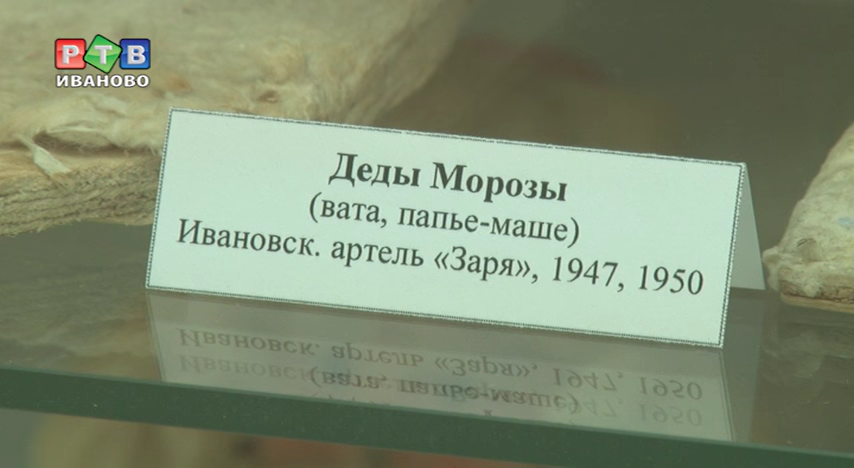 РТВ
ИВАНОВО
Деды Морозы
(вата, папье-маше)
Ивановск. артель «Заря», 1947, 1950